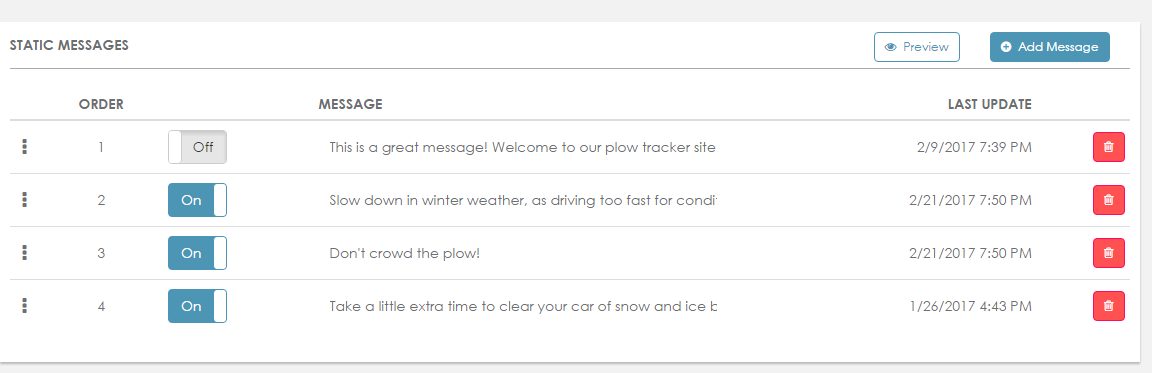 STATIC MESSAGES Preview Add Message
ORDER MESSAGE LAST UPDATE
1 Off This is a great message! Welcome to our plow tracker site 2/9/2017 7:39 PM
2 On Slow down in winter weather, as driving too fast for condi 2/21/2017 7:50 PM
3 On Don't crowd the plow! 2/21/2017 7:50 PM
4 On Take a little extra time to clear your car of snow and ice 1/26/2017 4:43 PM